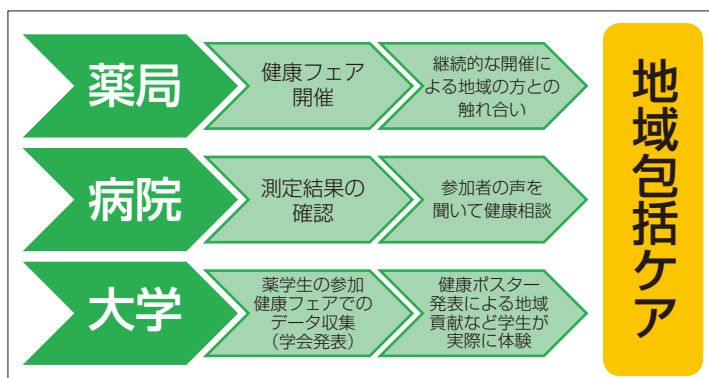 薬局
健康フェア
開催
継続的な開催に
よる地域の方との
触れ合い
病院
測定結果の
確認
参加者の声を
聞いて健康相談
大学
薬学生の参加
健康フェアでの
データ収集
（学会発表）
健康ポスター
発表による地域
貢献など学生が
実際に体験
地域包括ケア